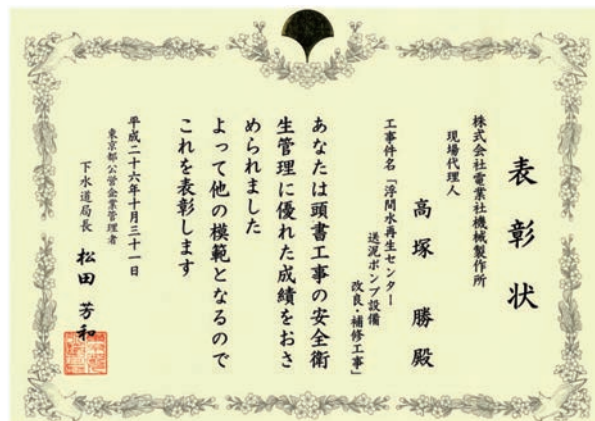 表彰状
株式会社電業社機械製作所
現場代理人
高塚 勝 殿
工事件名「浮間水再生センター
送泥ポンプ設備
改良・補修工事」
あなたは頭書工事の安全衛
生管理に優れた成績をおさ
められました
よって他の模範となるので
これを表彰します
平成二十六年十月三十一日
東京都公営企業管理者
下水道局長 松田 芳和